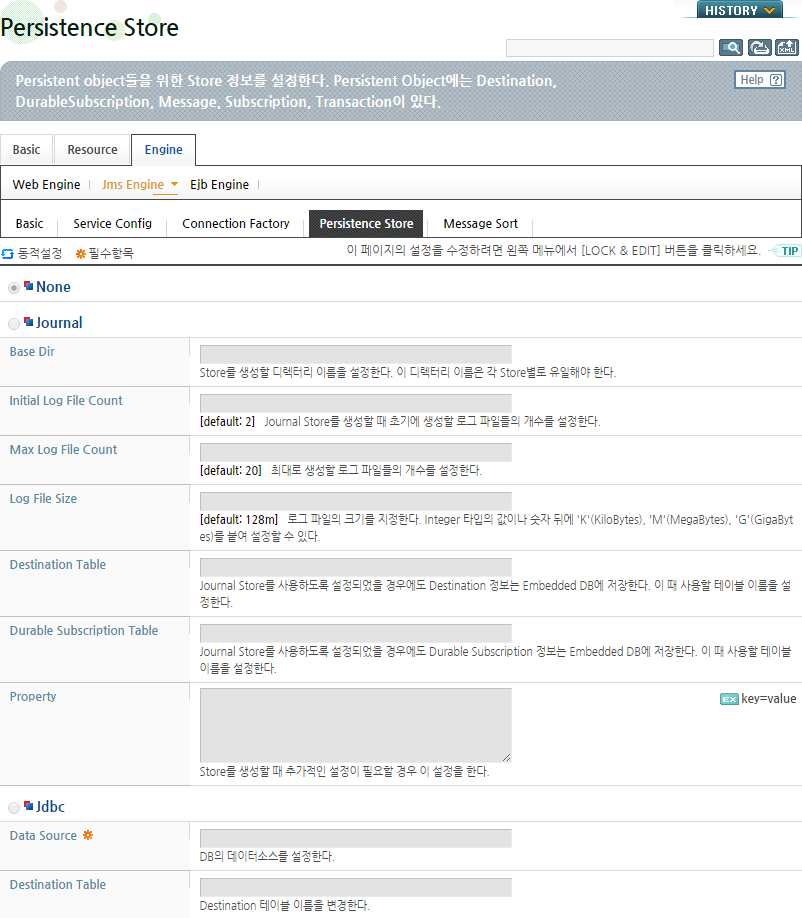 HISTORY
Persistence Store
Persistent object들을 위한 Store 정보를 설정한다. Persistent Object에는 Destination,
DurableSubscription, Message, Subscription, Transaction이 있다.
Help ?
Basic Resource Engine
Web Engine Jms Engine Ejb Engine
Basic Service Config Connection Factory Persistence Store Message Sort
동적설정 필수항목 이 페이지의 설정을 수정하려면 왼쪽 메뉴에서 [LOCK & EDIT] 버튼을 클릭하세요. TIP
None
Journal
Base Dir
Store를 생성할 디렉터리 이름을 설정한다. 이 디렉터리 이름은 각 Store별로 유일해야 한다.
Initial Log File Count
[default: 2] Journal Store를 생성할 때 초기에 생성할 로그 파일들의 개수를 설정한다.
Max Log File Count
[default: 20] 최대로 생성할 로그 파일들의 개수를 설정한다.
Log File Size
[default: 128m] 로그 파일의 크기를 지정한다. Integer 타입의 값이나 숫자 뒤에 'K'(KiloBytes), 'M'(MegaBytes), 'G'(GigaByt
es)를 붙여 설정할 수 있다.
Destination Table
Journal Store를 사용하도록 설정되었을 경우에도 Destination 정보는 Embedded DB에 저장한다. 이 때 사용할 테이블 이름을 설
정한다.
Durable Subscription Table
Journal Store를 사용하도록 설정되었을 경우에도 Durable Subscription 정보는 Embedded DB에 저장한다. 이 때 사용할 테이블
이름을 설정한다.
Property
EX key=value
Store를 생성할 때 추가적인 설정이 필요할 경우 이 설정을 한다.
Jdbc
Data Source
DB의 데이터소스를 설정한다.
Destination Table
Destination 테이블 이름을 변경한다.